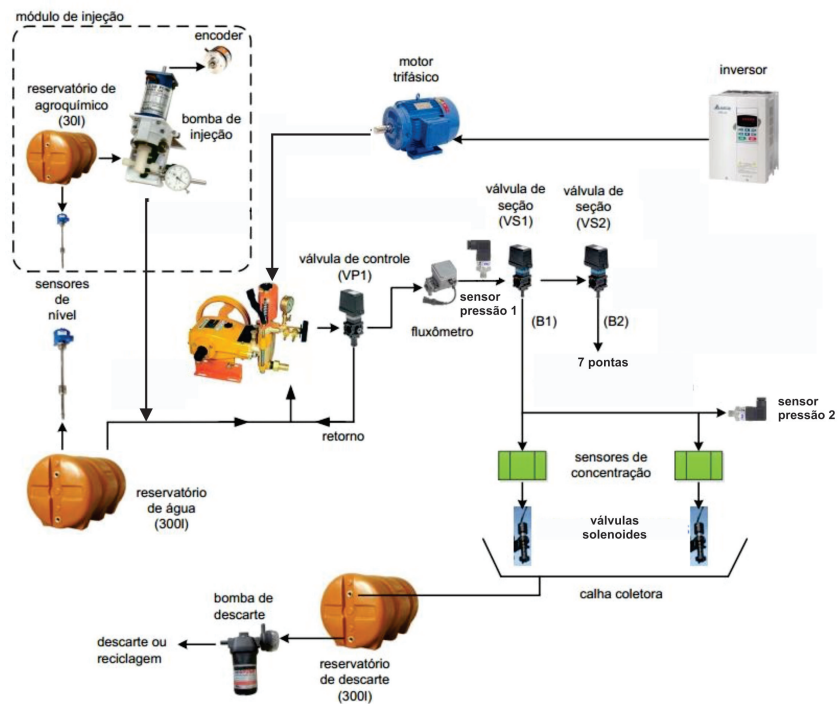 módulo de injeção
encoder
reservatório de
agroquímico
(30l)
bomba de
injeção
motor
trifásico
inversor
sensores
de
nível
válvula de controle
(VP1)
fluxômetro
sensor
pressão 1
válvula de
seção
(VS1)
válvula de
seção
(VS2)
(B1)
(B2)
7 pontas
retorno
sensor
pressão 2
sensores de
concentração
válvulas
solenoides
reservatório
de água
(300l)
calha coletora
bomba de
descarte
descarte ou
reciclagem
reservatório
de descarte
(300l)